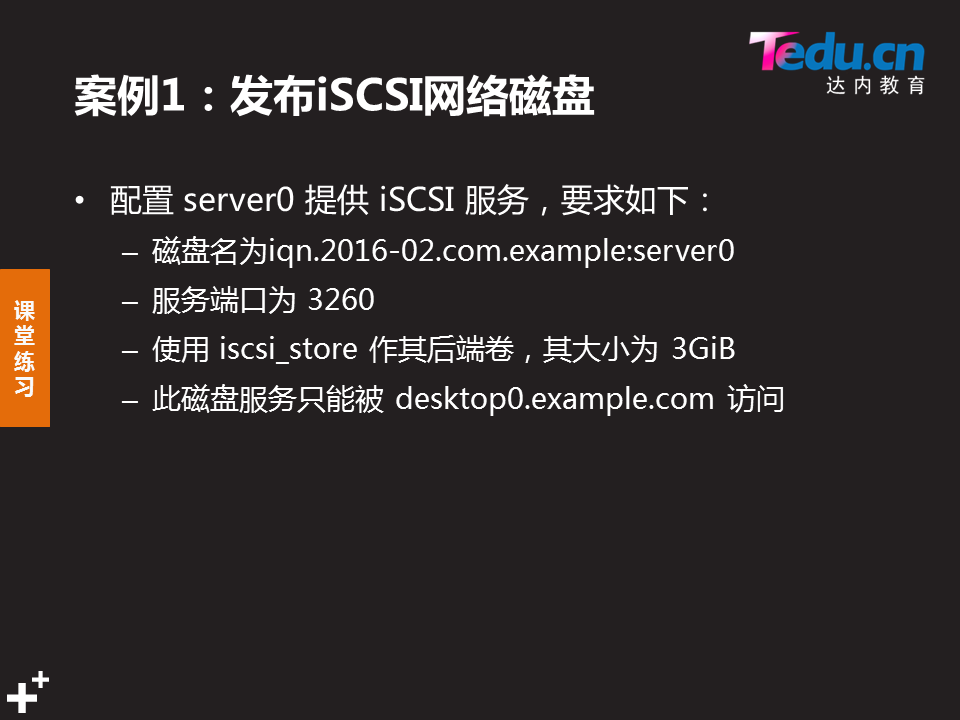 Tedu.cn
达内教育
案例1：发布iSCSI网络磁盘
• 配置 server0 提供 iSCSI 服务，要求如下：
– 磁盘名为iqn.2016-02.com.example:server0
– 服务端口为 3260
– 使用 iscsi_store 作其后端卷，其大小为 3GiB
– 此磁盘服务只能被 desktop0.example.com 访问
课
堂
练
习